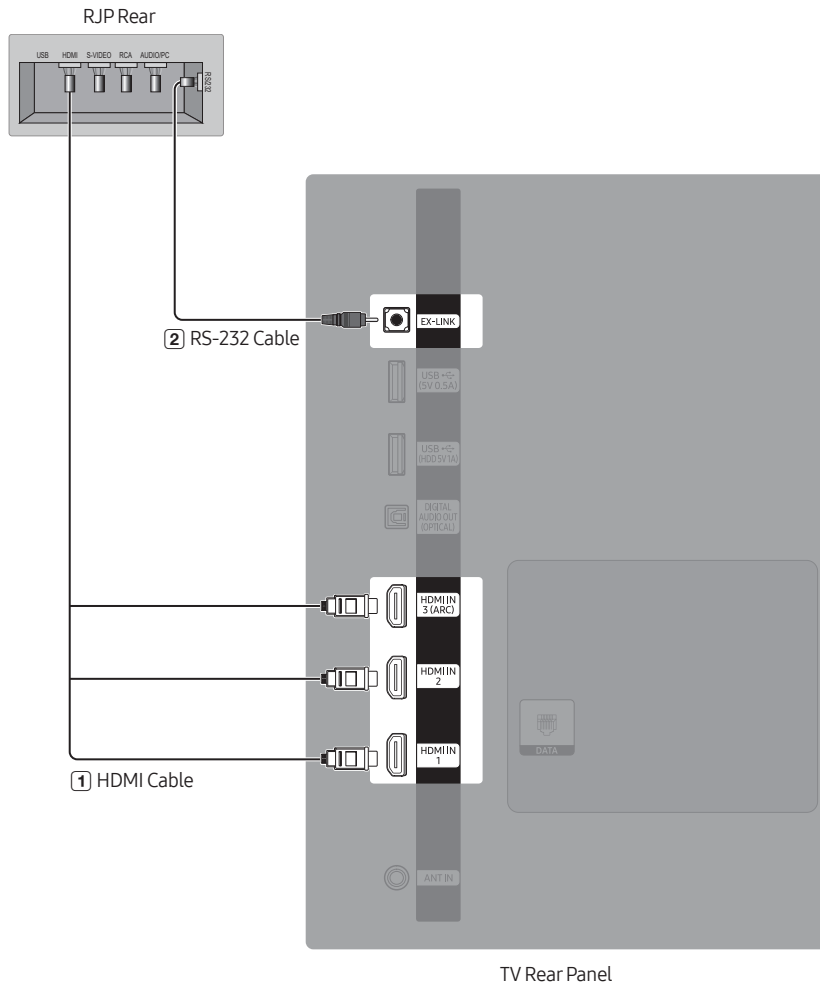 RJP Rear
USB HDMI S-VIDEO RCA AUDIO/PC
RS232
EX-LINK
2 RS-232 Cable
USB
(5V 0.5A)
USB
(HDD 5V 1A)
DIGITAL
AUDIO OUT
(OPTICAL)
HDMI IN
3 (ARC)
HDMI IN
2
DATA
HDMI IN
1
1 HDMI Cable
ANT IN
TV Rear Panel